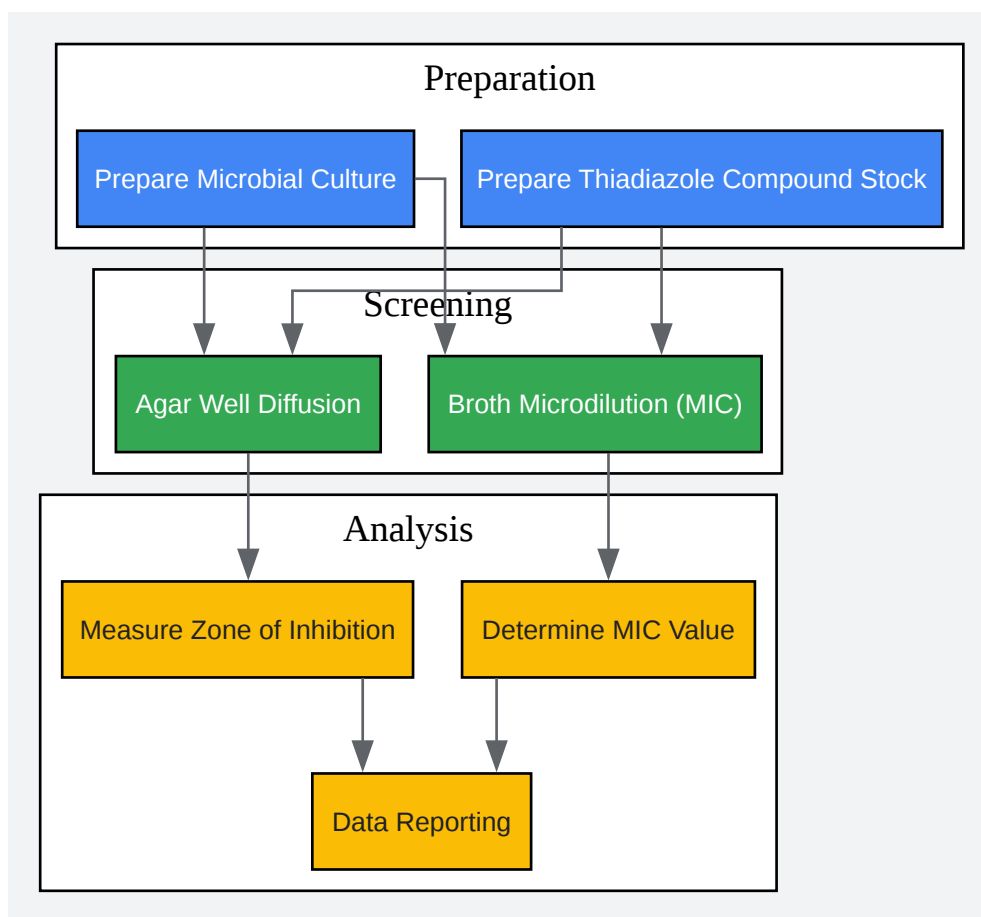 Preparation
Prepare Microbial Culture
Prepare Thiadiazole Compound Stock
Screening
Agar Well Diffusion
Broth Microdilution (MIC)
Analysis
Measure Zone of Inhibition
Determine MIC Value
Data Reporting